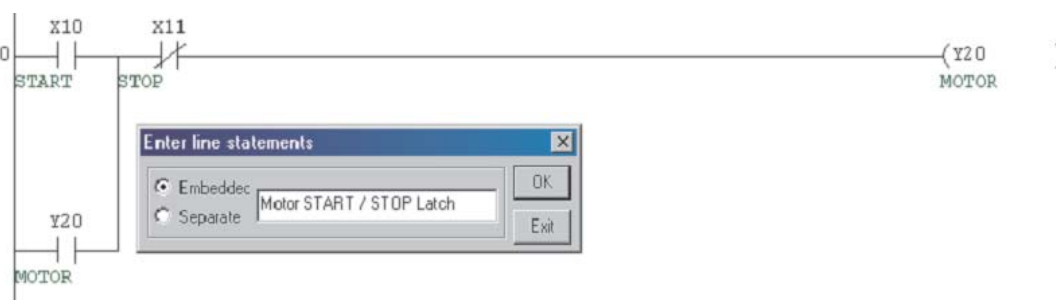 X10 X11
0 (Y20
START STOP MOTOR
Enter line statements
Embeddec OK
Motor START / STOP Latch
Separate
Exit
Y20
MOTOR